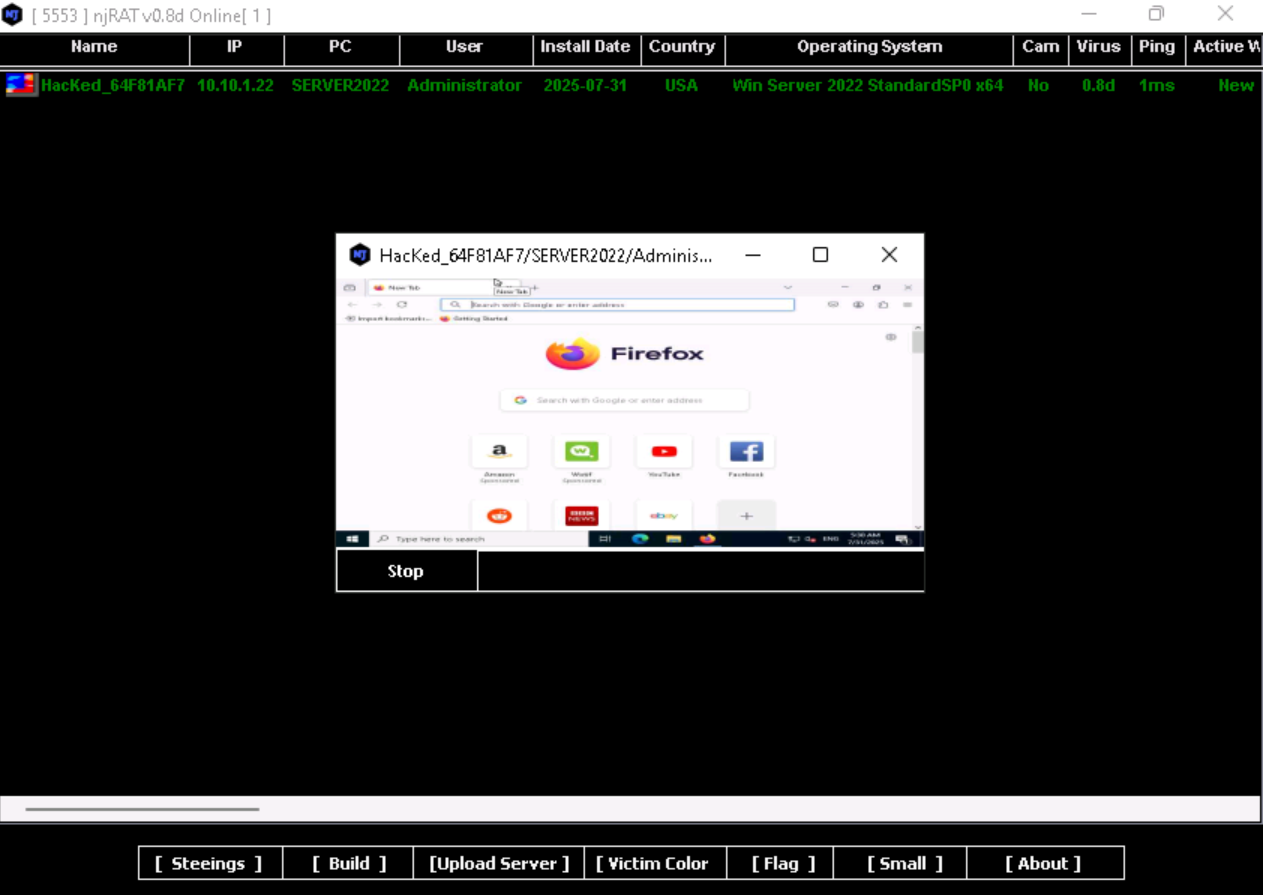 [ 5553 ] njRAT v0.8d Online[ 1 ]
Name IP PC User Install Date Country Operating System Cam Virus Ping Active W
HacKed_64F81AF7 10.10.1.22 SERVER2022 Administrator 2025-07-31 USA Win Server 2022 StandardSP0 x64 No 0.8d 1ms New
HacKed_64F81AF7/SERVER2022/Adminis...
New Tab
New Tab
Search with Google or enter address
Import bookmarks... Getting Started
Firefox
Search with Google or enter address
Amazon YouTube Facebook
Sponsored Sponsored
BBC
NEWS
ebay
Type here to search
ENG 5:00 AM
7/31/2025
Stop
[ Steeings ] [ Build ] [Upload Server ] [ Victim Color [ Flag ] [ Small ] [ About ]